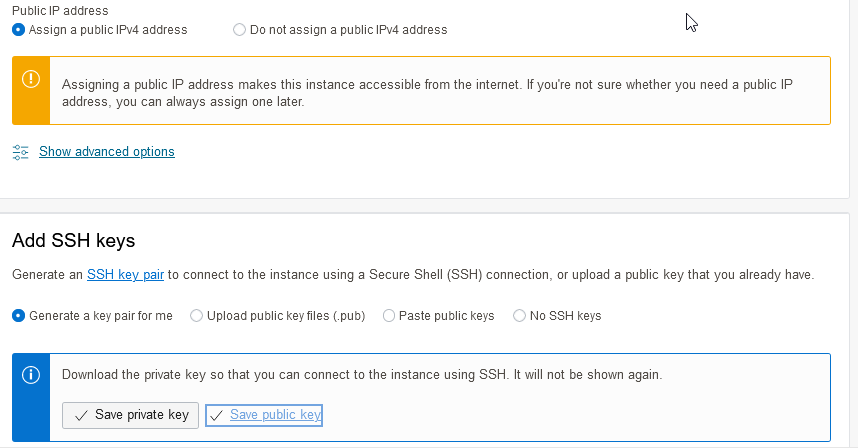 Public IP address
Assign a public IPv4 address
Do not assign a public IPv4 address
Assigning a public IP address makes this instance accessible from the internet. If you're not sure whether you need a public IP
address, you can always assign one later.
Show advanced options
Add SSH keys
Generate an SSH key pair to connect to the instance using a Secure Shell (SSH) connection, or upload a public key that you already have.
Generate a key pair for me
Upload public key files (.pub)
Paste public keys
No SSH keys
Download the private key so that you can connect to the instance using SSH. It will not be shown again.
Save private key
Save public key